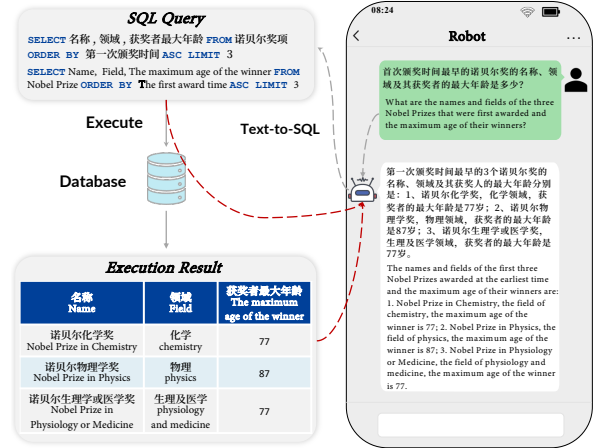 SQL Query
SELECT 名称 , 领域 , 获奖者最大年龄 FROM 诺贝尔奖项
ORDER BY 第一次颁奖时间 ASC LIMIT 3
SELECT Name, Field, The maximum age of the winner FROM
Nobel Prize ORDER BY The first award time ASC LIMIT 3
Execute
Text-to-SQL
Database
Execution Result
名称
Name
领域
Field
获奖者最大年龄
The maximum
age of the winner
诺贝尔化学奖
Nobel Prize in Chemistry
化学
chemistry
77
诺贝尔物理学奖
Nobel Prize in Physics
物理
physics
87
诺贝尔生理学或医学奖
Nobel Prize in
Physiology or Medicine
生理及医学
physiology
and medicine
77
08:24
Robot
...
首次颁奖时间最早的诺贝尔奖的名称、领
域及其获奖者的最大年龄是多少?
What are the names and fields of the three
Nobel Prizes that were first awarded and
the maximum age of their winners?
第一次颁奖时间最早的3个诺贝尔奖的
名称、领域及其获奖人的最大年龄分别
是：1、诺贝尔化学奖，化学领域，获
奖者的最大年龄是77岁；2、诺贝尔物
理学奖，物理领域，获奖者的最大年龄
是87岁；3、诺贝尔生理学或医学奖，
生理及医学领域，获奖者的最大年龄是
77岁。
The names and fields of the first three
Nobel Prizes awarded at the earliest time
and the maximum age of their winners are:
1. Nobel Prize in Chemistry, the field of
chemistry, the maximum age of the
winner is 77; 2. Nobel Prize in Physics, the
field of physics, the maximum age of the
winner is 87; 3. Nobel Prize in Physiology
or Medicine, the field of physiology and
medicine, the maximum age of the winner
is 77.